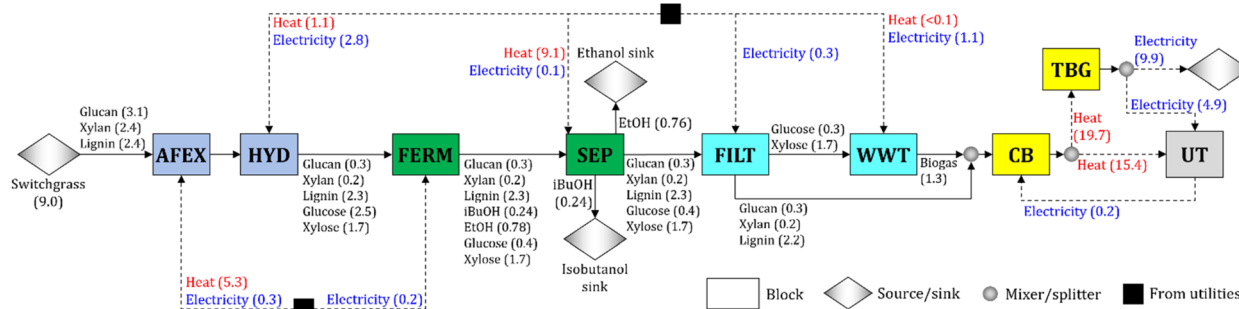 Heat (1.1)
Electricity (2.8)
Heat (9.1)
Electricity (0.1)
Ethanol sink
Electricity (0.3)
Heat (<0.1)
Electricity (1.1)
Electricity
(9.9)
TBG
Electricity (4.9)
Glucan (3.1)
Xylan (2.4)
Lignin (2.4)
EtOH (0.76)
Glucose (0.3)
Xylose (1.7)
Heat
(19.7)
Switchgrass
(9.0)
AFEX
HYD
FERM
SEP
FILT
WWT
CB
UT
Heat (15.4)
Biogas
(1.3)
Electricity (0.2)
Glucan (0.3)
Xylan (0.2)
Lignin (2.3)
Glucose (2.5)
Xylose (1.7)
Glucan (0.3)
Xylan (0.2)
Lignin (2.3)
iBuOH (0.24)
EtOH (0.78)
Glucose (0.4)
Xylose (1.7)
iBuOH
(0.24)
Glucan (0.3)
Xylan (0.2)
Lignin (2.3)
Glucose (0.4)
Xylose (1.7)
Glucan (0.3)
Xylan (0.2)
Lignin (2.2)
Isobutanol
sink
Heat (5.3)
Electricity (0.3)
Electricity (0.2)
Block
Source/sink
Mixer/splitter
From utilities